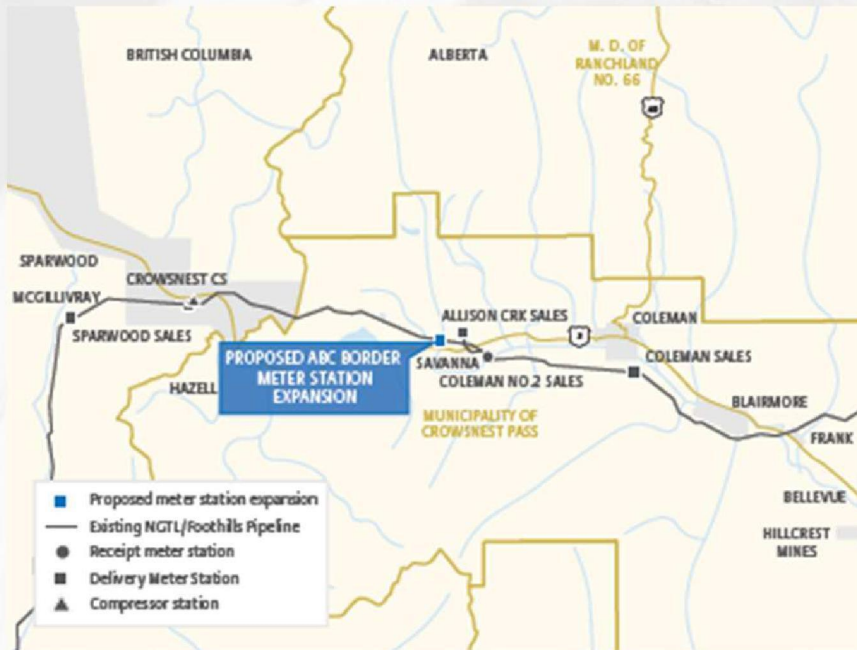 BRITISH COLUMBIA
ALBERTA
M. D. OF
RANCHLAND
NO. 66
SPARWOOD
CROWSNEST CS
MCGILLIVRAY
SPARWOOD SALES
ALLISON CRK SALES
3
COLEMAN
PROPOSED ABC BORDER
METER STATION
EXPANSION
SAVANNA
COLEMAN SALES
COLEMAN NO.2 SALES
HAZELL
MUNICIPALITY OF
CROWSNEST PASS
BLAIRMORE
FRANK
BELLEVUE
HILLCREST
MINES
Proposed meter station expansion
Existing NGTL/Foothills Pipeline
Receipt meter station
Delivery Meter Station
Compressor station